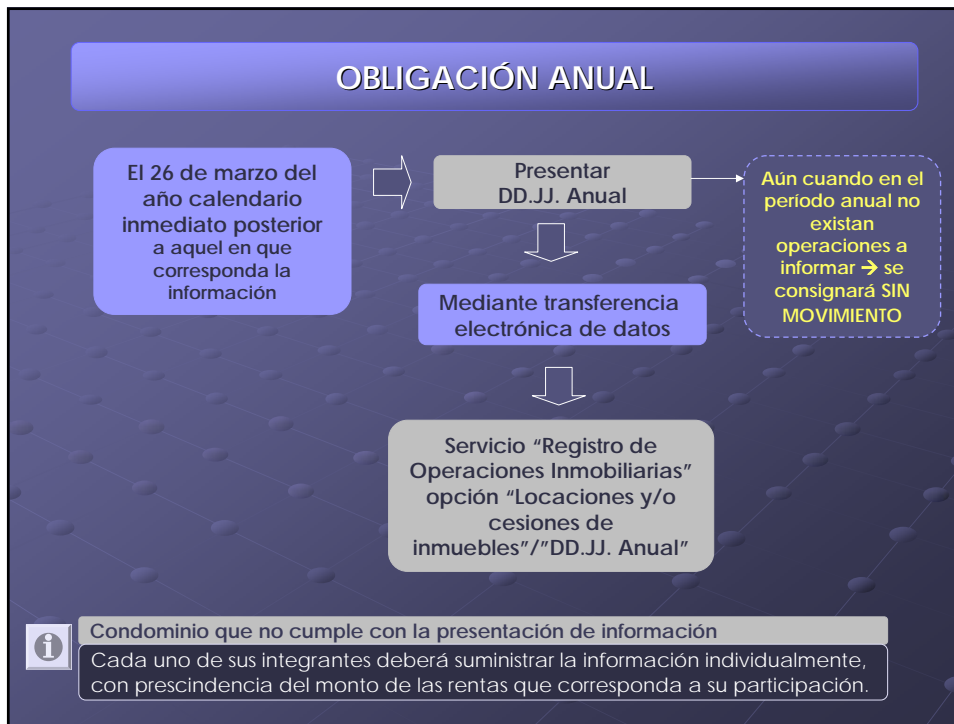 OBLIGACIÓN ANUAL
El 26 de marzo del
año calendario
inmediato posterior
a aquel en que
corresponda la
información
Presentar
DD.JJ. Anual
Aún cuando en el
período anual no
existan
operaciones a
informar → se
consignará SIN
MOVIMIENTO
Mediante transferencia
electrónica de datos
Servicio “Registro de
Operaciones Inmobiliarias”
opción “Locaciones y/o
cesiones de
inmuebles”/”DD.JJ. Anual”
Condominio que no cumple con la presentación de información
Cada uno de sus integrantes deberá suministrar la información individualmente,
con prescindencia del monto de las rentas que corresponda a su participación.